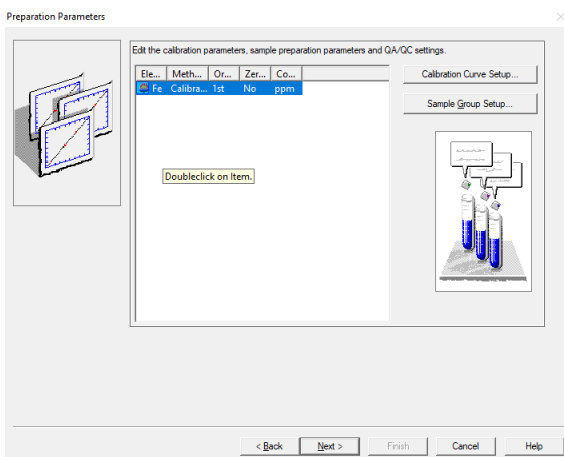 Preparation Parameters
Edit the calibration parameters, sample preparation parameters and QA/QC settings.
Ele... Meth... Or... Zer... Co...
Fe Calibra... 1st No ppm
Doubleclick on Item.
Calibration Curve Setup...
Sample Group Setup...
< Back Next > Finish Cancel Help